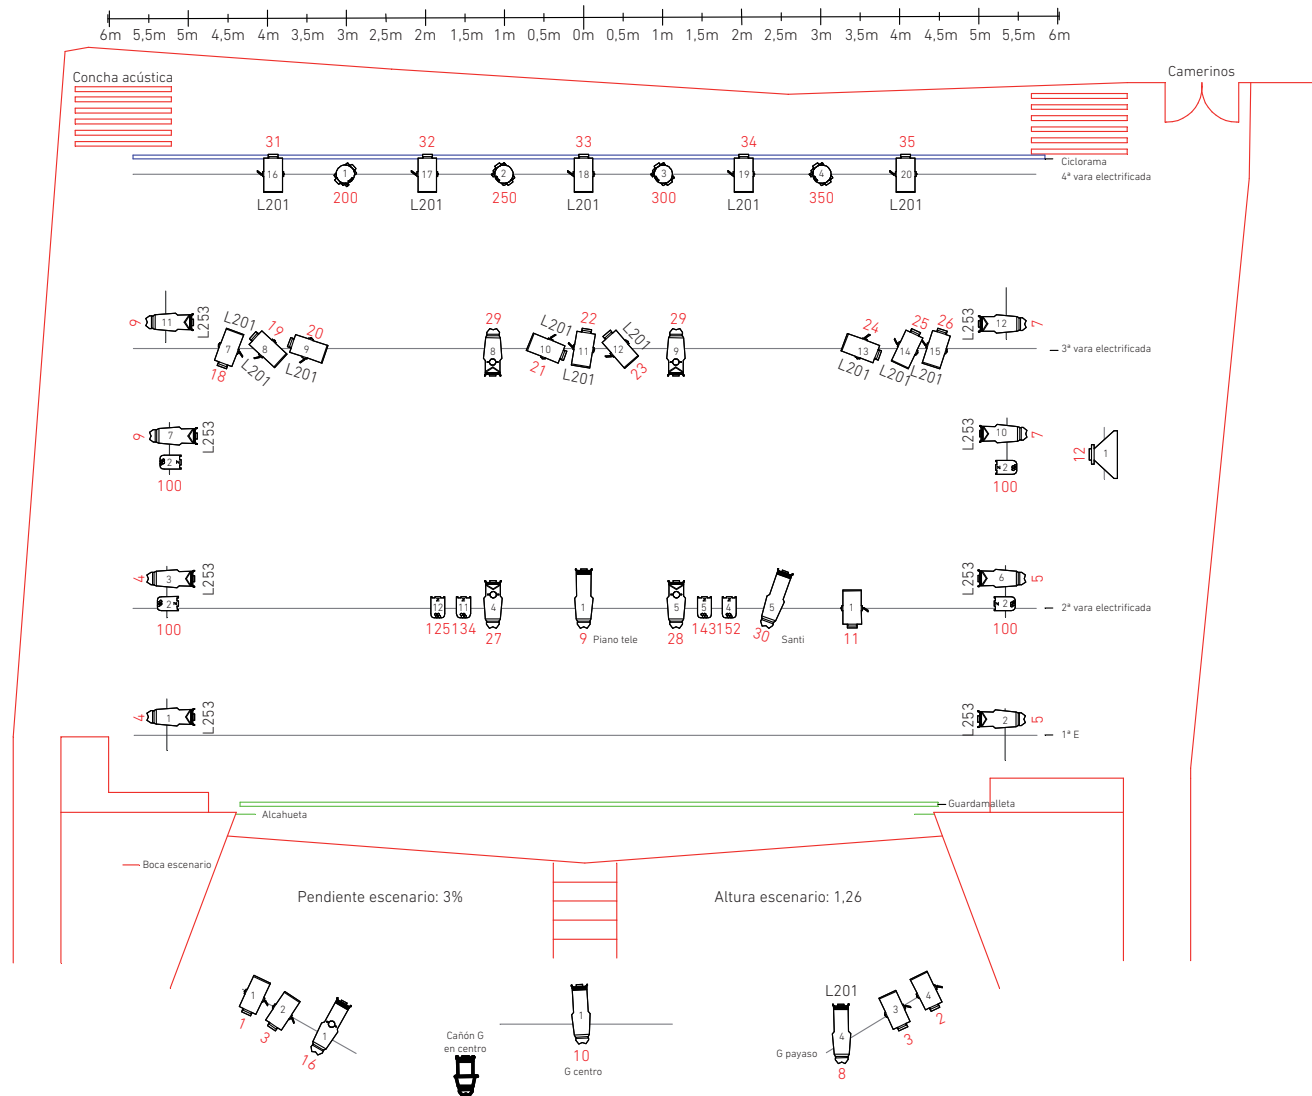 6m 5,5m 5m 4,5m 4m 3,5m 3m 2,5m 2m 1,5m 1m 0,5m 0m 0,5m 1m 1,5m 2m 2,5m 3m 3,5m 4m 4,5m 5m 5,5m 6m
Concha acústica
Camerinos
31 32 33 34 35
Ciclorama
16 1 17 2 18 3 19 4 20
4ª vara electrificada
200 250 300 350
L201 L201 L201 L201 L201
9 11 L253
L201 19 20
7 8 9
18 L201 L201
29 8
L201 22 L201
10 11 12
21 L201 23
29 9
24 25 26
13 14 15
L201 L201 L201
L253 12 7
3ª vara electrificada
9 7 L253
2
100
L253 10 7
2
100
12 1
4 3 L253
2
100
12 11 4 1 5 5 4 5 1
125 134 27 9 Piano tele 28 143 152 30 Santi 11
L253 6 5
2
100
2ª vara electrificada
4 1 L253
L253 2 5
1ª E
Guardamalleta
Alcahueta
Boca escenario
Pendiente escenario: 3%
Altura escenario: 1,26
1 2 1
1 3 16
Cañón G
en centro
1
10
G centro
L201
4
8
G payaso
3 4
3 2